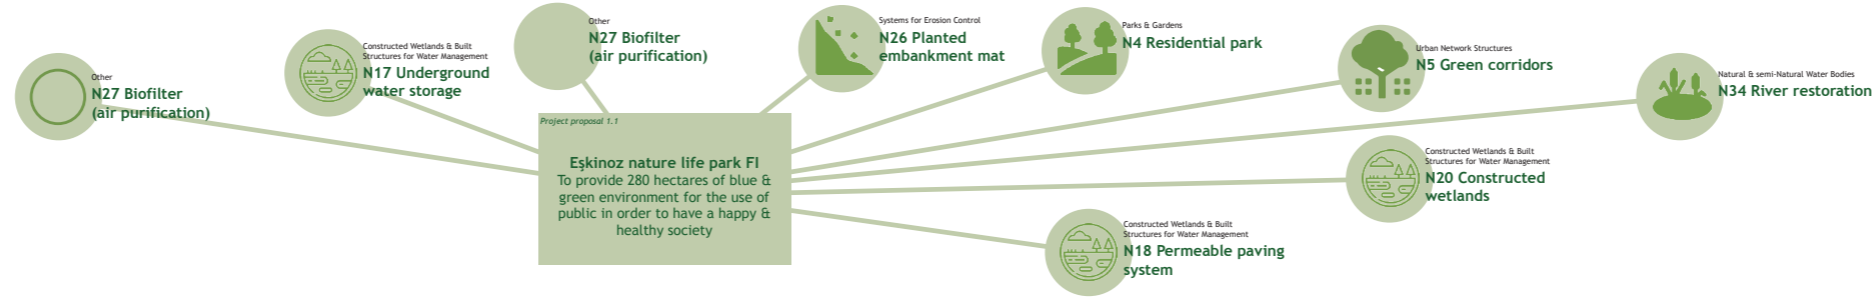 Other
N27 Biofilter
(air purification)
Constructed Wetlands & Built
Structures for Water Management
N17 Underground
water storage
Other
N27 Biofilter
(air purification)
Systems for Erosion Control
N26 Planted
embankment mat
Parks & Gardens
N4 Residential park
Urban Network Structures
N5 Green corridors
Natural & semi-Natural Water Bodies
N34 River restoration
Project proposal 1.1
Eşkinoz nature life park FI
To provide 280 hectares of blue &
green environment for the use of
public in order to have a happy &
healthy society
Constructed Wetlands & Built
Structures for Water Management
N20 Constructed
wetlands
Constructed Wetlands & Built
Structures for Water Management
N18 Permeable paving
system